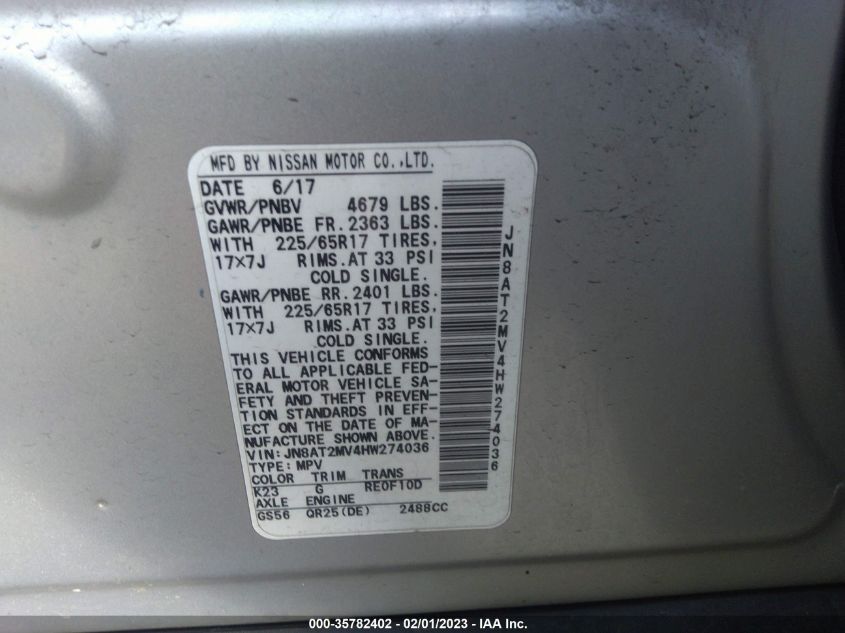 MFD BY NISSAN MOTOR CO.,LTD.
DATE 6/17
GVWR/PNBV 4679 LBS.
GAWR/PNBE FR. 2363 LBS.
WITH 225/65R17 TIRES,
17×7J RIMS.AT 33 PSI
COLD SINGLE.
GAWR/PNBE RR. 2401 LBS.
WITH 225/65R17 TIRES,
17×7J RIMS.AT 33 PSI
COLD SINGLE.
THIS VEHICLE CONFORMS
TO ALL APPLICABLE FED-
ERAL MOTOR VEHICLE SA-
FETY AND THEFT PREVEN-
TION STANDARDS IN EFF-
ECT ON THE DATE OF MA-
NUFACTURE SHOWN ABOVE.
VIN: JN8AT2MV4HW274036
TYPE: MPV
COLOR TRIM TRANS
K23 G RE0F10D
AXLE ENGINE
GS56 QR25(DE) 2488CC
JN8AT2MV4HW274036
000-35782402 - 02/01/2023 - IAA Inc.